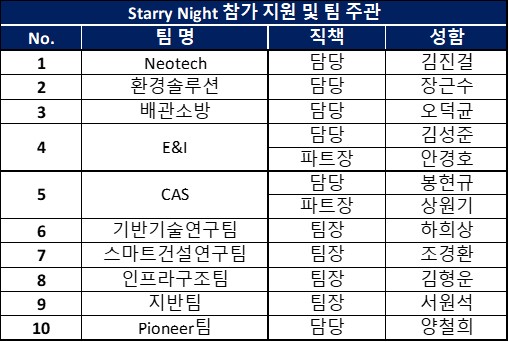 Starry Night 참가 지원 및 팀 주관
No. 팀 명 직책 성함
1 Neotech 담당 김진걸
2 환경솔루션 담당 장근수
3 배관소방 담당 오덕균
4 E&I 담당 김성준
파트장 안경호
5 CAS 담당 봉현규
파트장 상원기
6 기반기술연구팀 팀장 하희상
7 스마트건설연구팀 팀장 조경환
8 인프라구조팀 팀장 김형운
9 지반팀 팀장 서원석
10 Pioneer팀 담당 양철희